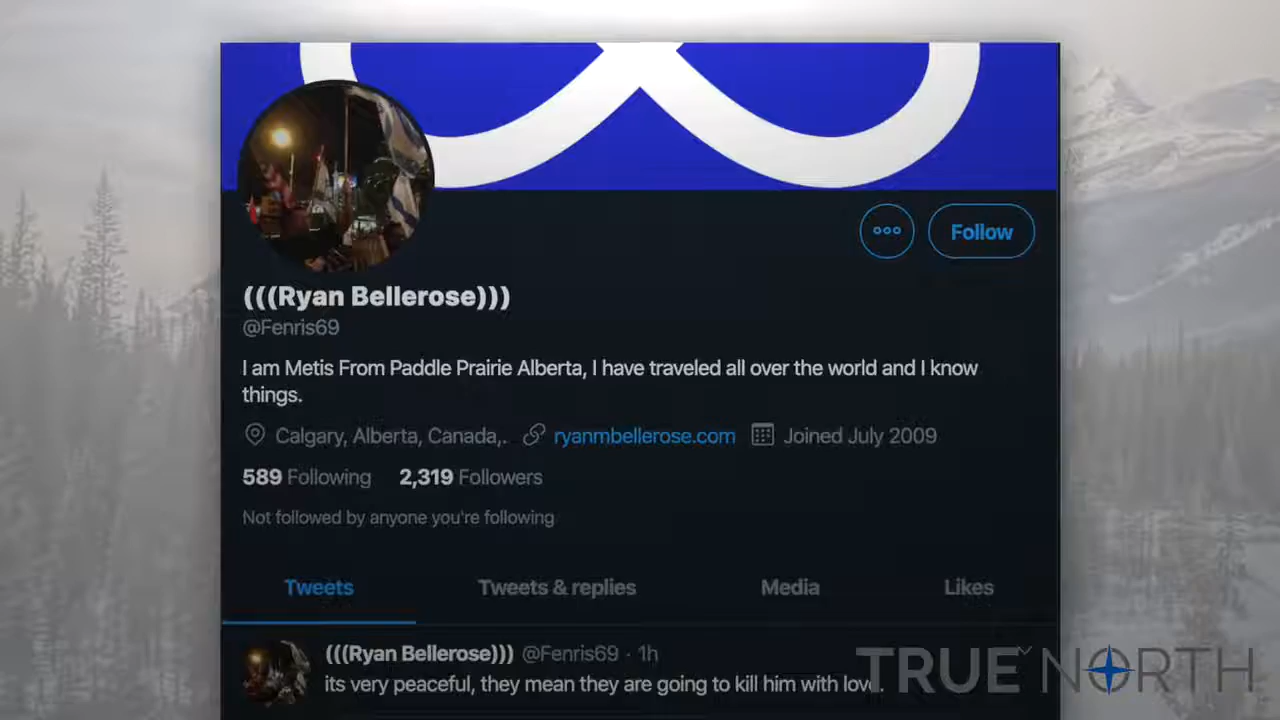 Follow
(((Ryan Bellerose)))
@Fenris69
I am Metis From Paddle Prairie Alberta, I have traveled all over the world and I know
things.
Calgary, Alberta, Canada,. ryanmbellerose.com Joined July 2009
589 Following 2,319 Followers
Not followed by anyone you're following
Tweets Tweets & replies Media Likes
(((Ryan Bellerose))) @Fenris69 · 1h
its very peaceful, they mean they are going to kill him with love.
TRUE NORTH